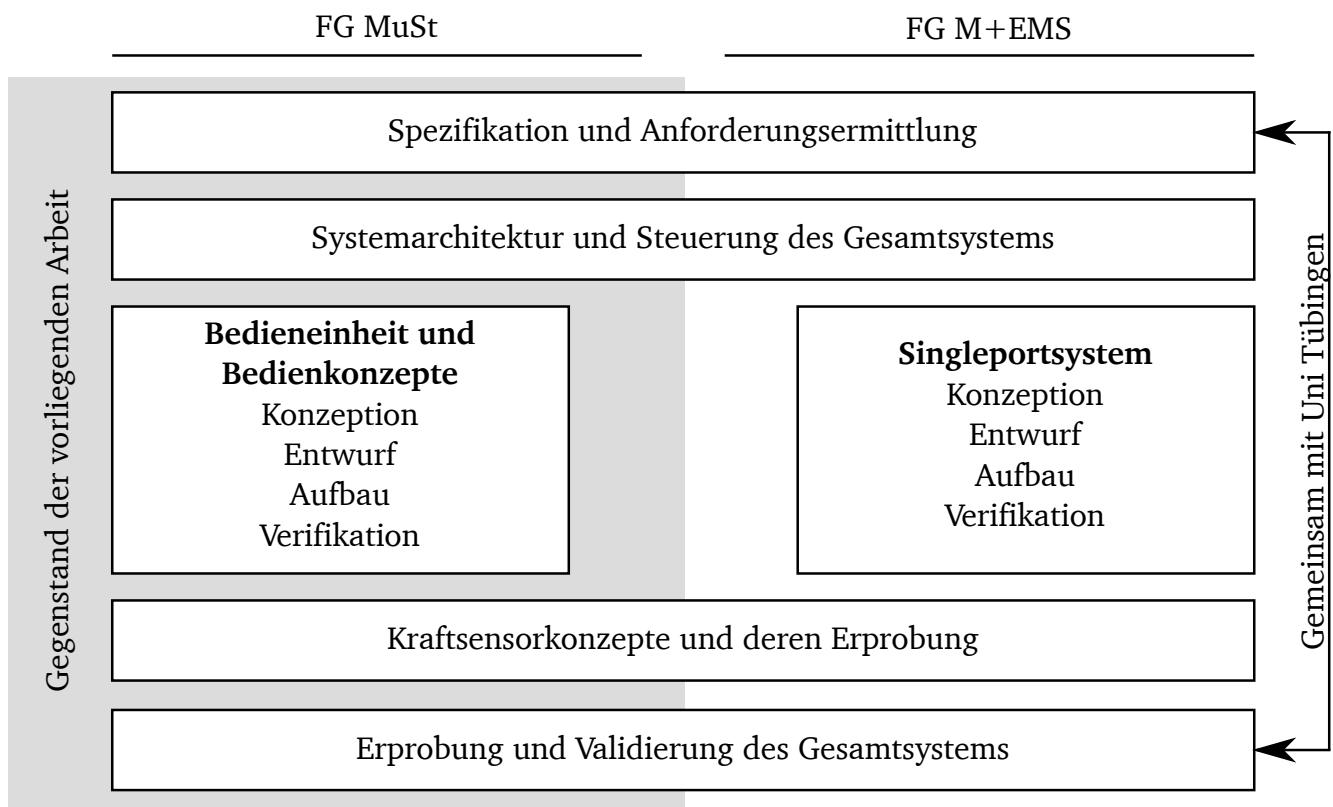 FG MuSt
FG M+EMS
Gegenstand der vorliegenden Arbeit
Spezifikation und Anforderungsermittlung
Systemarchitektur und Steuerung des Gesamtsystems
Bedieneinheit und
Bedienkonzepte
Konzeption
Entwurf
Aufbau
Verifikation
Singleportsystem
Konzeption
Entwurf
Aufbau
Verifikation
Kraftsensorkonzepte und deren Erprobung
Erprobung und Validierung des Gesamtsystems
Gemeinsam mit Uni Tübingen